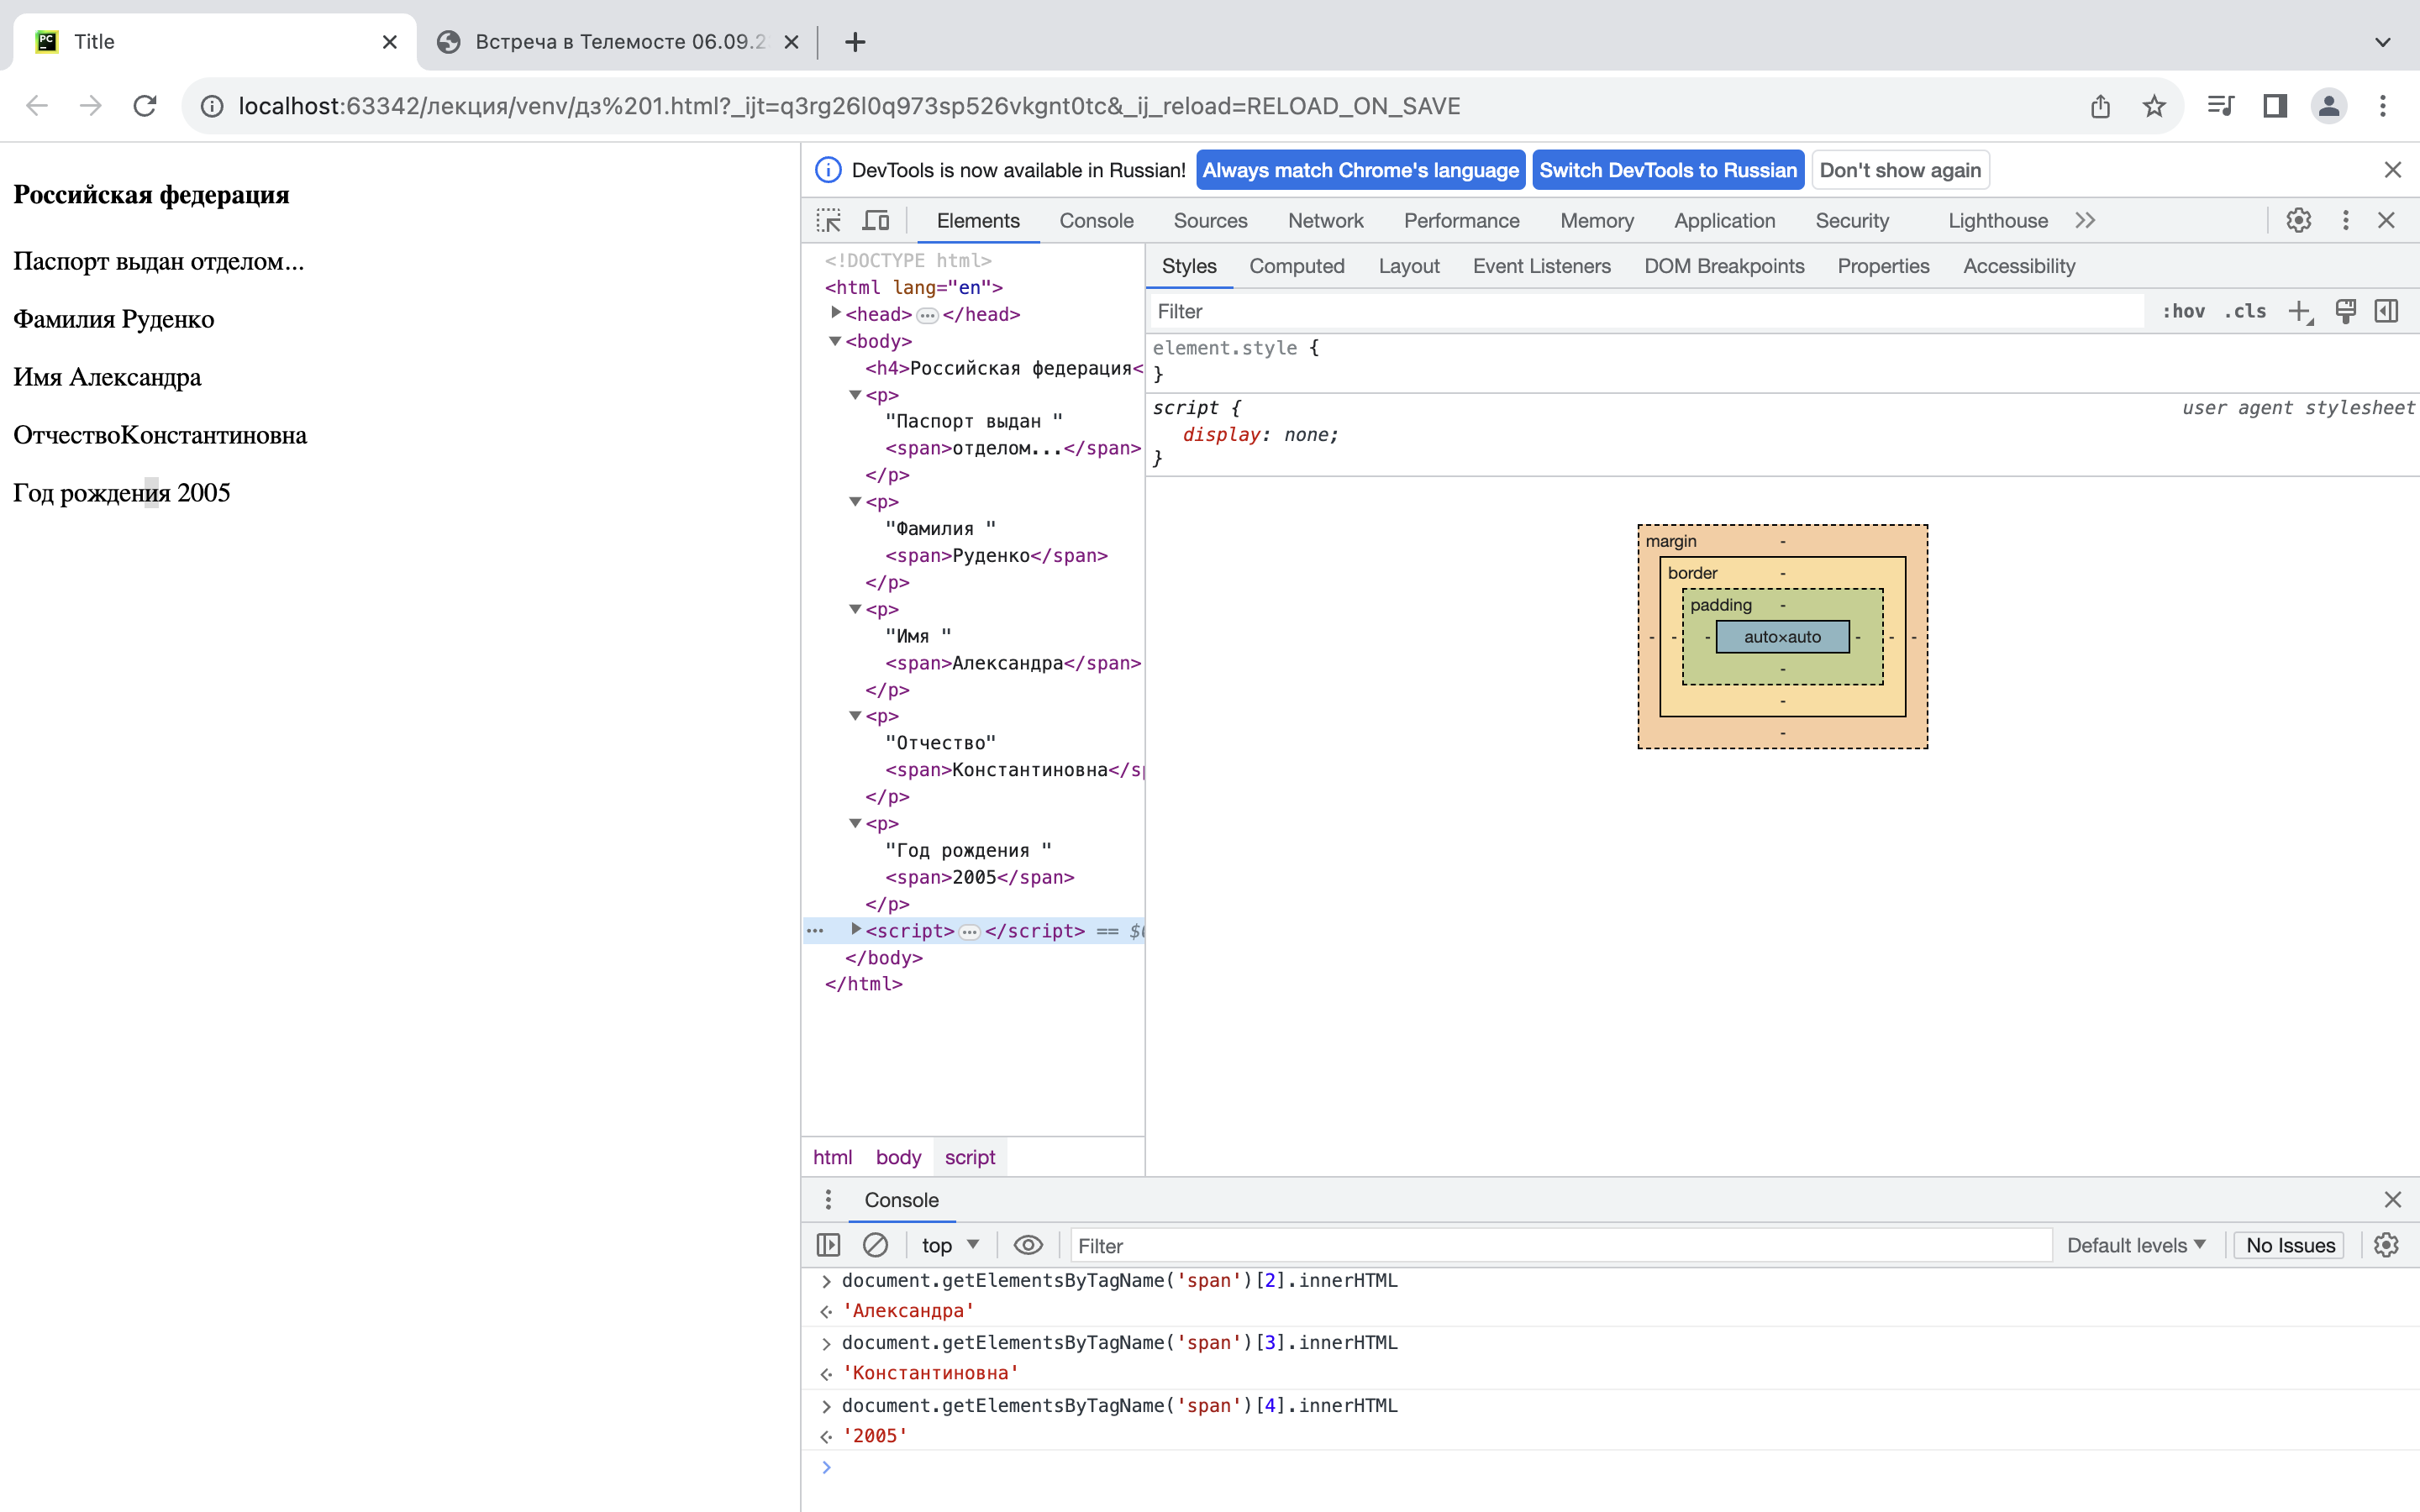 Title
Встреча в Телемосте 06.09.2
localhost:63342/лекция/venv/дз%201.html?_ijt=q3rg26l0q973sp526vkgnt0tc&_ij_reload=RELOAD_ON_SAVE
Российская федерация
Паспорт выдан отделом...
Фамилия Руденко
Имя Александра
ОтчествоКонстантиновна
Год рождения 2005
DevTools is now available in Russian! Always match Chrome's language Switch DevTools to Russian Don't show again
Elements Console Sources Network Performance Memory Application Security Lighthouse
<!DOCTYPE html>
<html lang="en">
<head> ... </head>
<body>
<h4>Российская федерация<
<p>
"Паспорт выдан "
<span>отделом...</span>
</p>
<p>
"Фамилия "
<span>Руденко</span>
</p>
<p>
"Имя "
<span>Александра</span>
</p>
<p>
"Отчество"
<span>Константиновна</sp
</p>
<p>
"Год рождения "
<span>2005</span>
</p>
... <script> ... </script> == $0
</body>
</html>
html body script
Styles Computed Layout Event Listeners DOM Breakpoints Properties Accessibility
Filter :hov .cls
element.style {
}
script { user agent stylesheet
display: none;
}
margin -
border -
padding -
- - - auto×auto - - -
-
-
-
Console
top Filter Default levels No Issues
document.getElementsByTagName('span')[2].innerHTML
'Александра'
document.getElementsByTagName('span')[3].innerHTML
'Константиновна'
document.getElementsByTagName('span')[4].innerHTML
'2005'